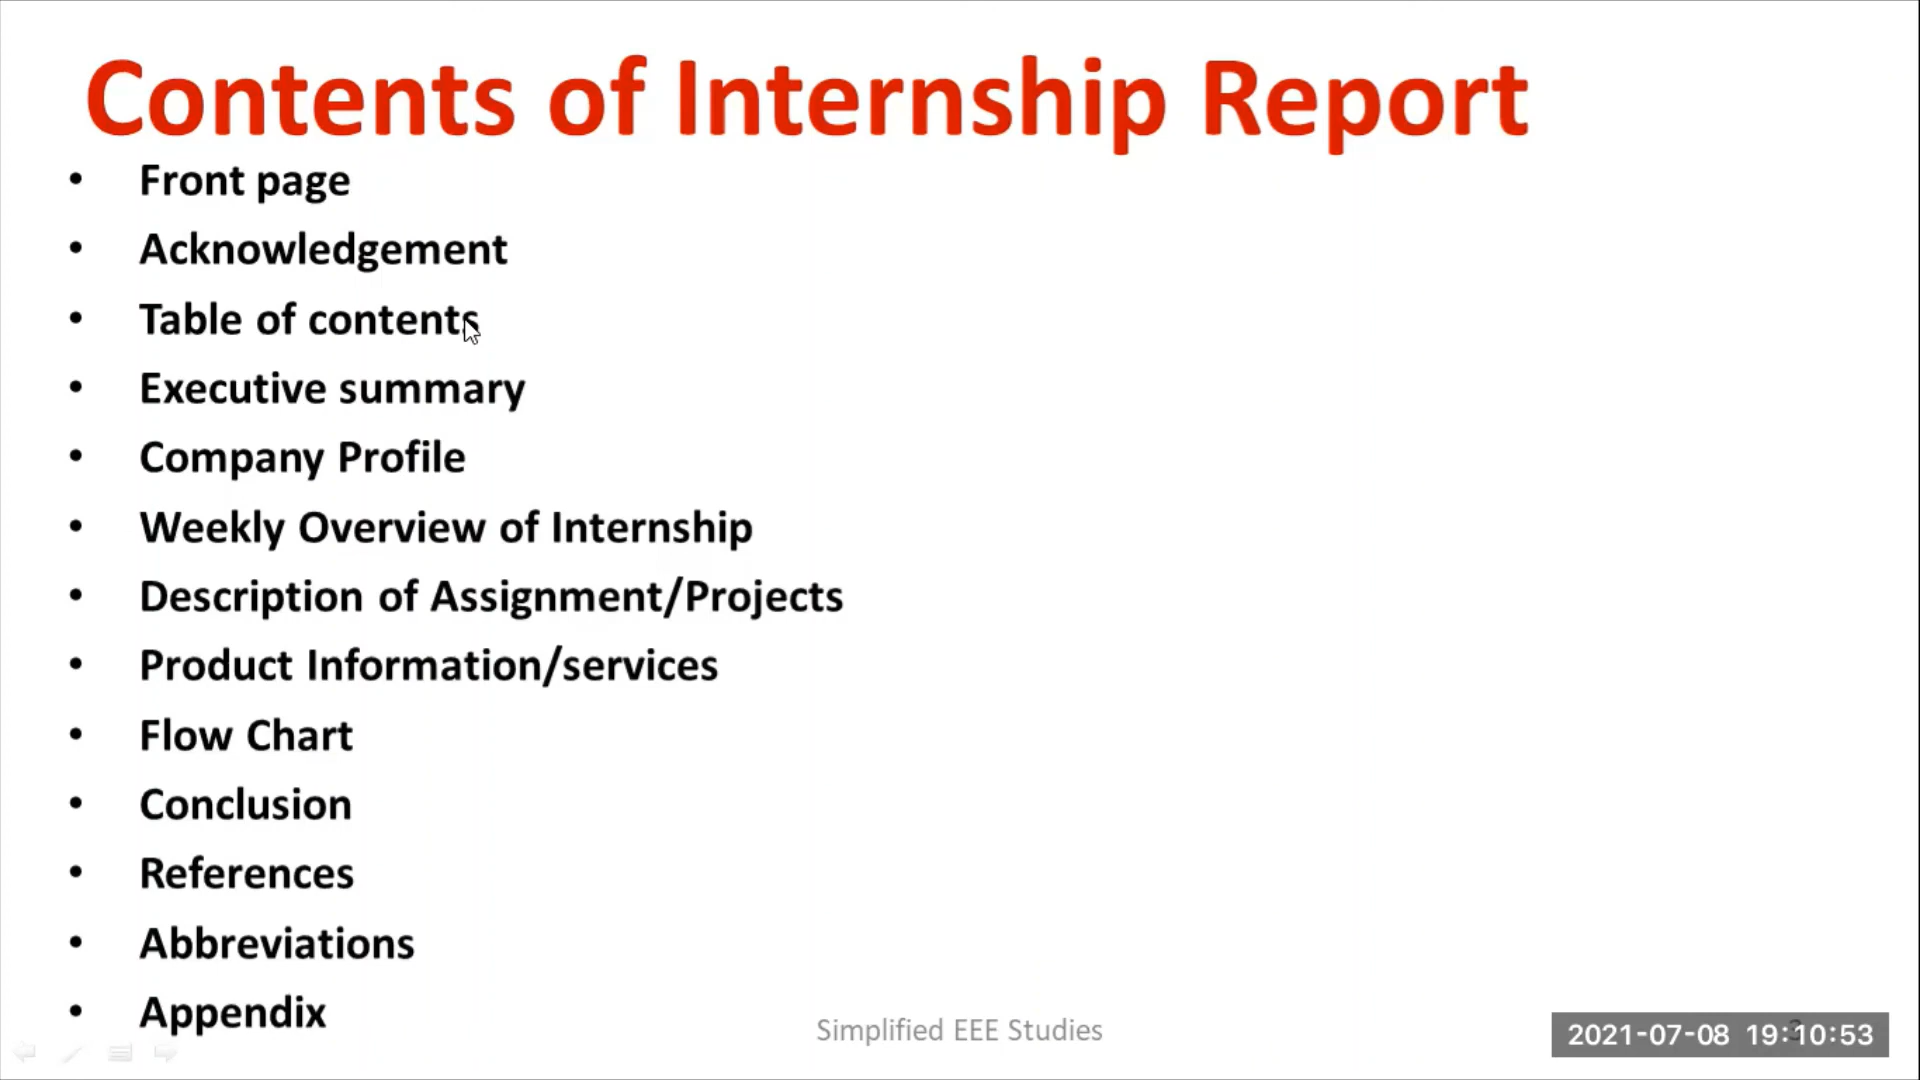 Contents of Internship Report
• Front page
• Acknowledgement
• Table of contents
• Executive summary
• Company Profile
• Weekly Overview of Internship
• Description of Assignment/Projects
• Product Information/services
• Flow Chart
• Conclusion
• References
• Abbreviations
• Appendix
Simplified EEE Studies
2021-07-08 19:10:53